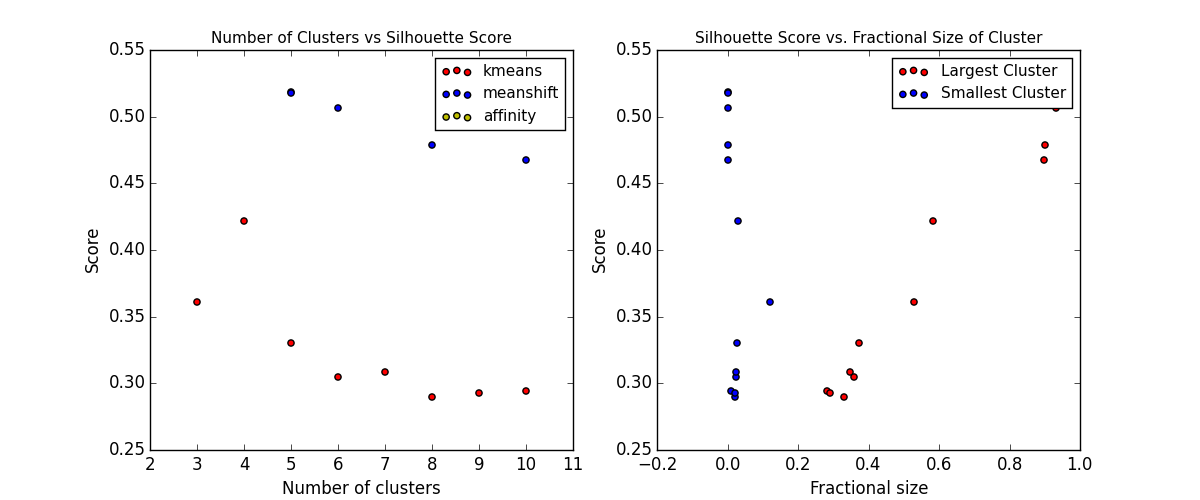 Number of Clusters vs Silhouette Score
0.55
0.50
0.45
0.40
0.35
0.30
0.25
Score
kmeans
meanshift
affinity
2 3 4 5 6 7 8 9 10 11
Number of clusters
Silhouette Score vs. Fractional Size of Cluster
0.55
0.50
0.45
0.40
0.35
0.30
0.25
Score
Largest Cluster
Smallest Cluster
−0.2 0.0 0.2 0.4 0.6 0.8 1.0
Fractional size